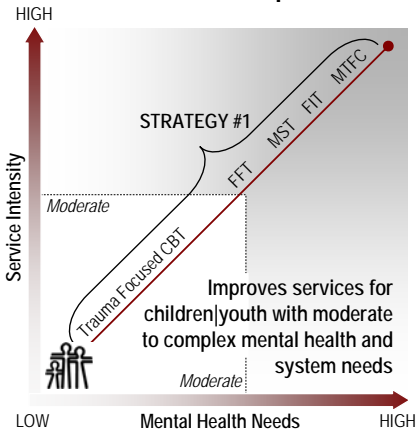 HIGH
STRATEGY #1
MTFC
FIT
MST
FFT
Moderate
Service Intensity
Trauma Focused CBT
Improves services for
children|youth with moderate
to complex mental health and
system needs
Moderate
LOW
Mental Health Needs
HIGH